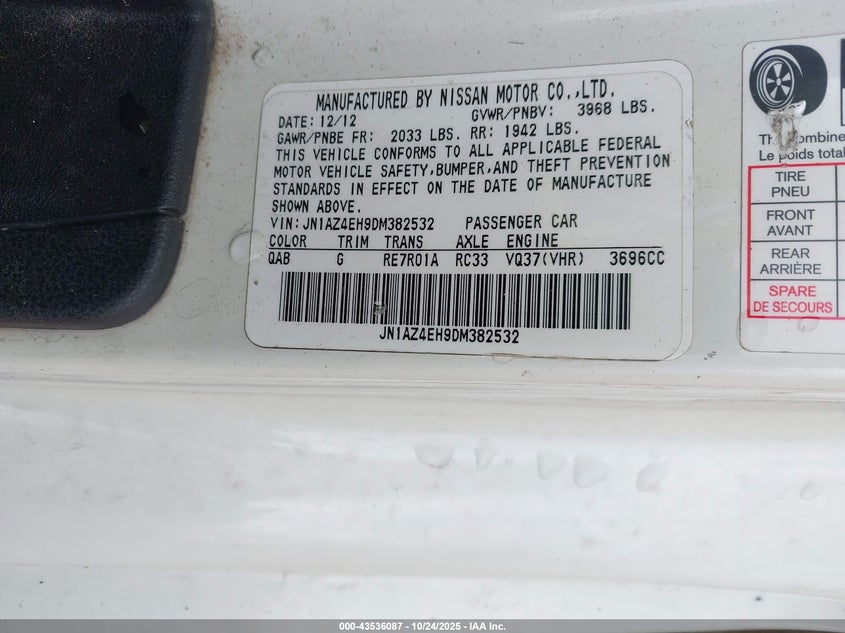 MANUFACTURED BY NISSAN MOTOR CO.,LTD.
DATE: 12/12 GVWR/PNBV: 3968 LBS.
GAWR/PNBE FR: 2033 LBS. RR: 1942 LBS.
THIS VEHICLE CONFORMS TO ALL APPLICABLE FEDERAL
MOTOR VEHICLE SAFETY,BUMPER,AND THEFT PREVENTION
STANDARDS IN EFFECT ON THE DATE OF MANUFACTURE
SHOWN ABOVE.
VIN:JN1AZ4EH9DM382532 PASSENGER CAR
COLOR TRIM TRANS AXLE ENGINE
QAB G RE7R01A RC33 VQ37(VHR) 3696CC
JN1AZ4EH9DM382532
combine
Le poids total
TIRE
PNEU
FRONT
AVANT
REAR
ARRIÈRE
SPARE
DE SECOURS
000-43536087 - 10/24/2025 - IAA Inc.